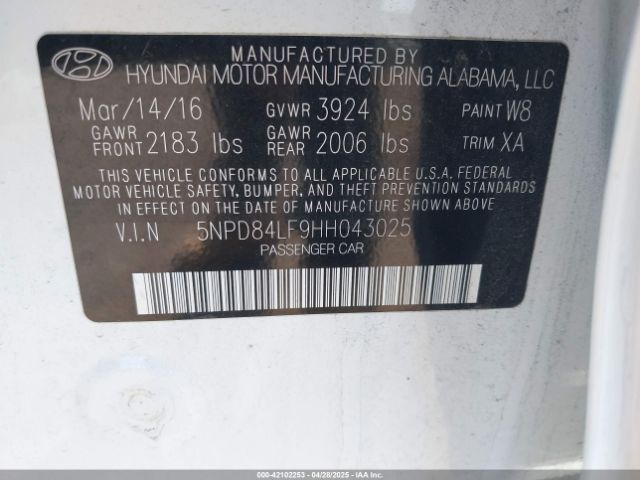 MANUFACTURED BY
HYUNDAI MOTOR MANUFACTURING ALABAMA, LLC
Mar/14/16 GVWR 3924 lbs PAINT W8
GAWR FRONT 2183 lbs GAWR REAR 2006 lbs TRIM XA
THIS VEHICLE CONFORMS TO ALL APPLICABLE U.S.A. FEDERAL
MOTOR VEHICLE SAFETY, BUMPER, AND THEFT PREVENTION STANDARDS
IN EFFECT ON THE DATE OF MANUFACTURE SHOWN ABOVE.
V.I.N 5NPD84LF9HH043025
PASSENGER CAR
000-42102253 - 04/28/2025 - IAAI.COM